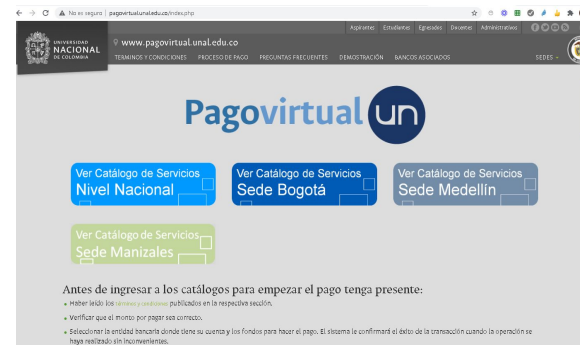 No es seguro | pagovirtual.unal.edu.co/index.php
Aspirantes Estudiantes Egresados Docentes Administrativos
UNIVERSIDAD
NACIONAL
DE COLOMBIA
www.pagovirtual.unal.edu.co
TERMINOS Y CONDICIONES PROCESO DE PAGO PREGUNTAS FRECUENTES DEMOSTRACIÓN BANCOS ASOCIADOS SEDES
Pagovirtual un
Ver Catálogo de Servicios
Nivel Nacional
Ver Catálogo de Servicios
Sede Bogotá
Ver Catálogo de Servicios
Sede Medellín
Ver Catálogo de Servicios
Sede Manizales
Antes de ingresar a los catálogos para empezar el pago tenga presente:
Haber leído los términos y condiciones publicados en la respectiva sección.
Verificar que el monto por pagar sea correcto.
Seleccionar la entidad bancaria donde tiene su cuenta y los fondos para hacer el pago. El sistema le confirmará el éxito de la transacción cuando la operación se
haya realizado sin inconvenientes.